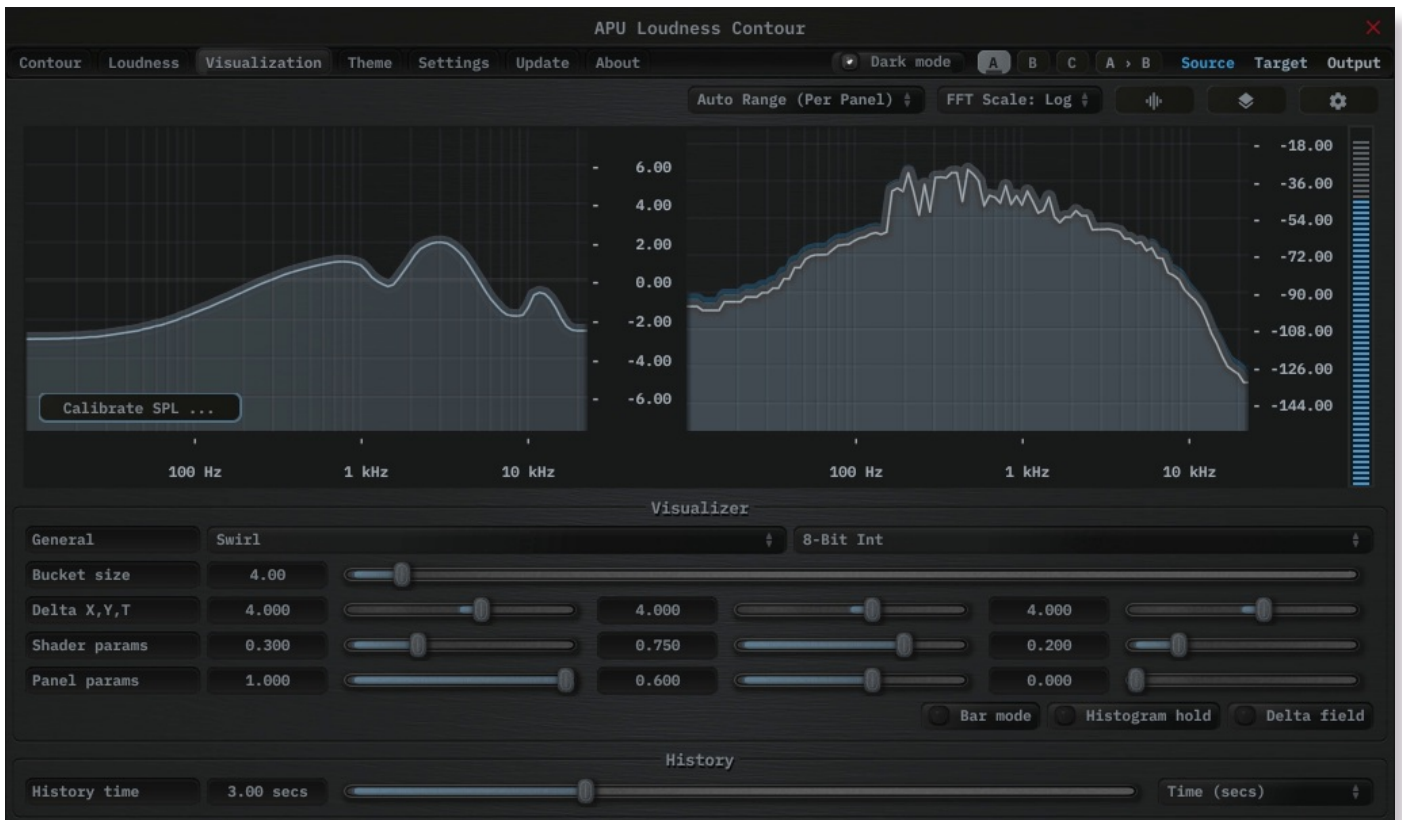 APU Loudness Contour
Contour Loudness Visualization Theme Settings Update About Dark mode A B C A › B Source Target Output
Auto Range (Per Panel) FFT Scale: Log
6.00
4.00
2.00
0.00
-2.00
-4.00
-6.00
Calibrate SPL ...
100 Hz 1 kHz 10 kHz
-18.00
-36.00
-54.00
-72.00
-90.00
-108.00
-126.00
-144.00
100 Hz 1 kHz 10 kHz
Visualizer
General Swirl 8-Bit Int
Bucket size 4.00
Delta X,Y,T 4.000 4.000 4.000
Shader params 0.300 0.750 0.200
Panel params 1.000 0.600 0.000
Bar mode Histogram hold Delta field
History
History time 3.00 secs Time (secs)